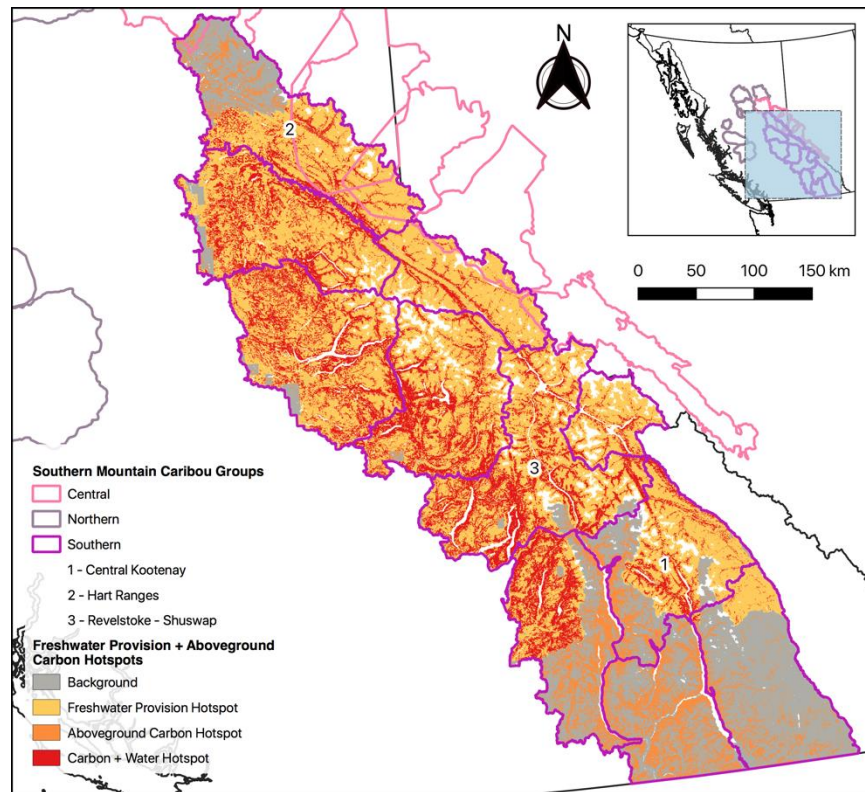 N
0 50 100 150 km
2
3
1
Southern Mountain Caribou Groups
Central
Northern
Southern
1 - Central Kootenay
2 - Hart Ranges
3 - Revelstoke - Shuswap
Freshwater Provision + Aboveground
Carbon Hotspots
Background
Freshwater Provision Hotspot
Aboveground Carbon Hotspot
Carbon + Water Hotspot